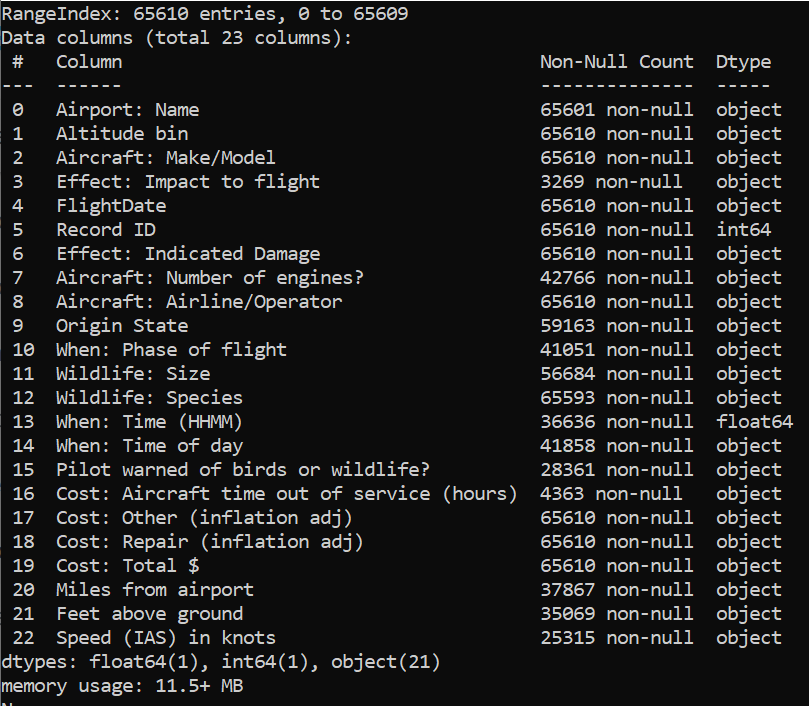 RangeIndex: 65610 entries, 0 to 65609
Data columns (total 23 columns):
 #   Column                                    Non-Null Count  Dtype
---  ------                                    --------------  -----
 0   Airport: Name                             65601 non-null  object
 1   Altitude bin                              65610 non-null  object
 2   Aircraft: Make/Model                      65610 non-null  object
 3   Effect: Impact to flight                  3269 non-null   object
 4   FlightDate                                65610 non-null  object
 5   Record ID                                 65610 non-null  int64
 6   Effect: Indicated Damage                  65610 non-null  object
 7   Aircraft: Number of engines?              42766 non-null  object
 8   Aircraft: Airline/Operator                65610 non-null  object
 9   Origin State                              59163 non-null  object
 10  When: Phase of flight                     41051 non-null  object
 11  Wildlife: Size                            56684 non-null  object
 12  Wildlife: Species                         65593 non-null  object
 13  When: Time (HHMM)                         36636 non-null  float64
 14  When: Time of day                         41858 non-null  object
 15  Pilot warned of birds or wildlife?        28361 non-null  object
 16  Cost: Aircraft time out of service (hours)  4363 non-null   object
 17  Cost: Other (inflation adj)               65610 non-null  object
 18  Cost: Repair (inflation adj)              65610 non-null  object
 19  Cost: Total $                             65610 non-null  object
 20  Miles from airport                        37867 non-null  object
 21  Feet above ground                         35069 non-null  object
 22  Speed (IAS) in knots                      25315 non-null  object
dtypes: float64(1), int64(1), object(21)
memory usage: 11.5+ MB